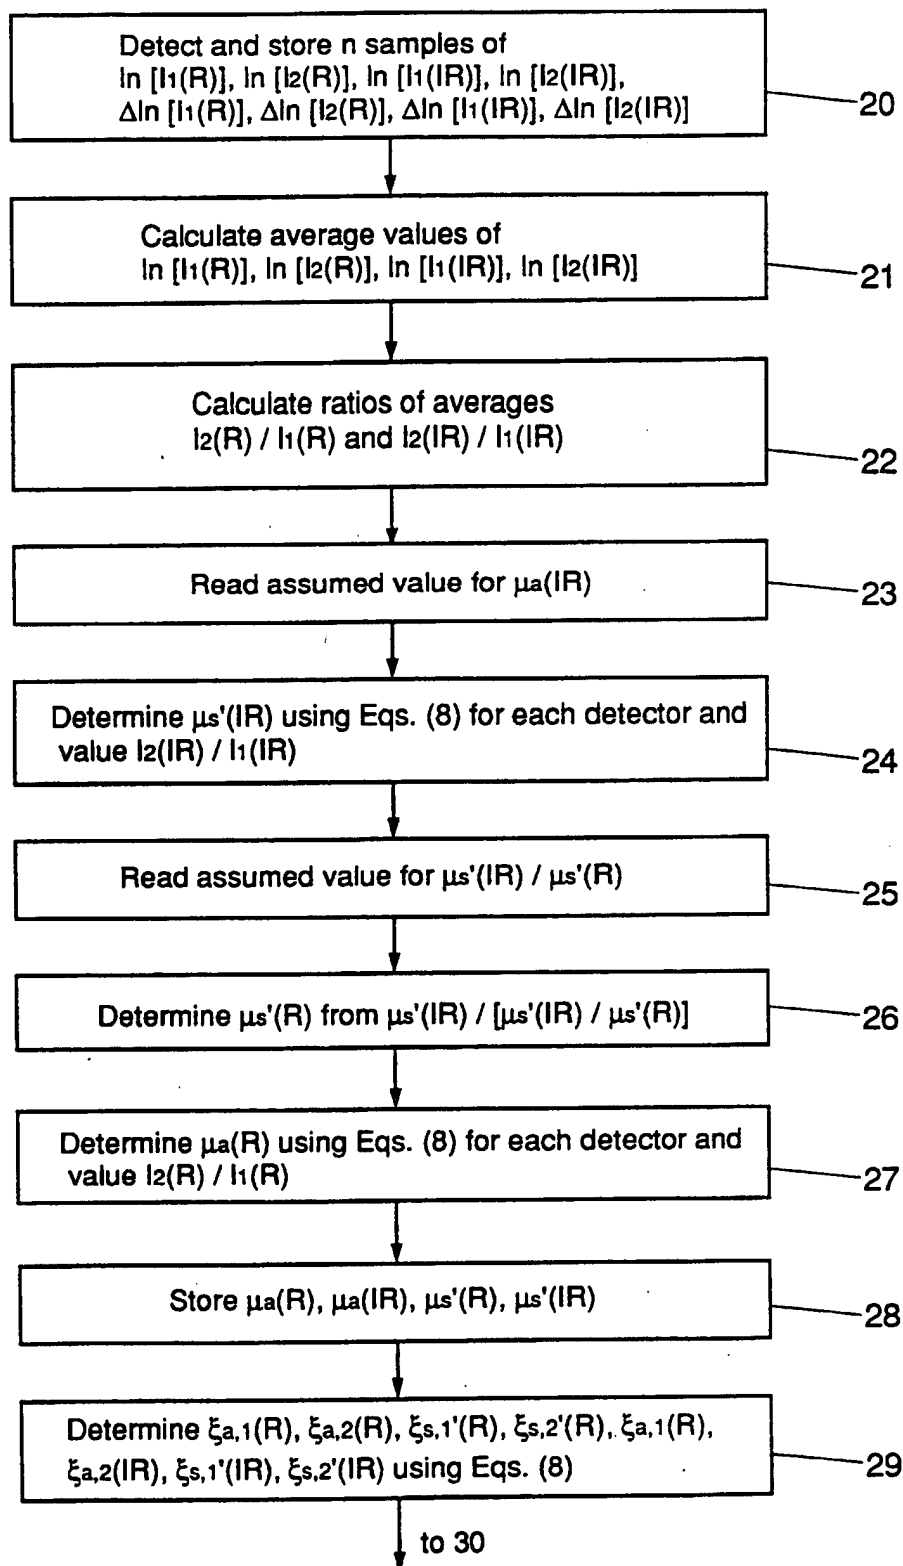 Detect and store n samples of
ln [I1(R)], ln [I2(R)], ln [I1(IR)], ln [I2(IR)],
Δln [I1(R)], Δln [I2(R)], Δln [I1(IR)], Δln [I2(IR)]
20
Calculate average values of
ln [I1(R)], ln [I2(R)], ln [I1(IR)], ln [I2(IR)]
21
Calculate ratios of averages
I2(R) / I1(R) and I2(IR) / I1(IR)
22
Read assumed value for μa(IR)
23
Determine μs'(IR) using Eqs. (8) for each detector and
value I2(IR) / I1(IR)
24
Read assumed value for μs'(IR) / μs'(R)
25
Determine μs'(R) from μs'(IR) / [μs'(IR) / μs'(R)]
26
Determine μa(R) using Eqs. (8) for each detector and
value I2(R) / I1(R)
27
Store μa(R), μa(IR), μs'(R), μs'(IR)
28
Determine ξa,1(R), ξa,2(R), ξs,1'(R), ξs,2'(R), ξa,1(R),
ξa,2(IR), ξs,1'(IR), ξs,2'(IR) using Eqs. (8)
29
to 30